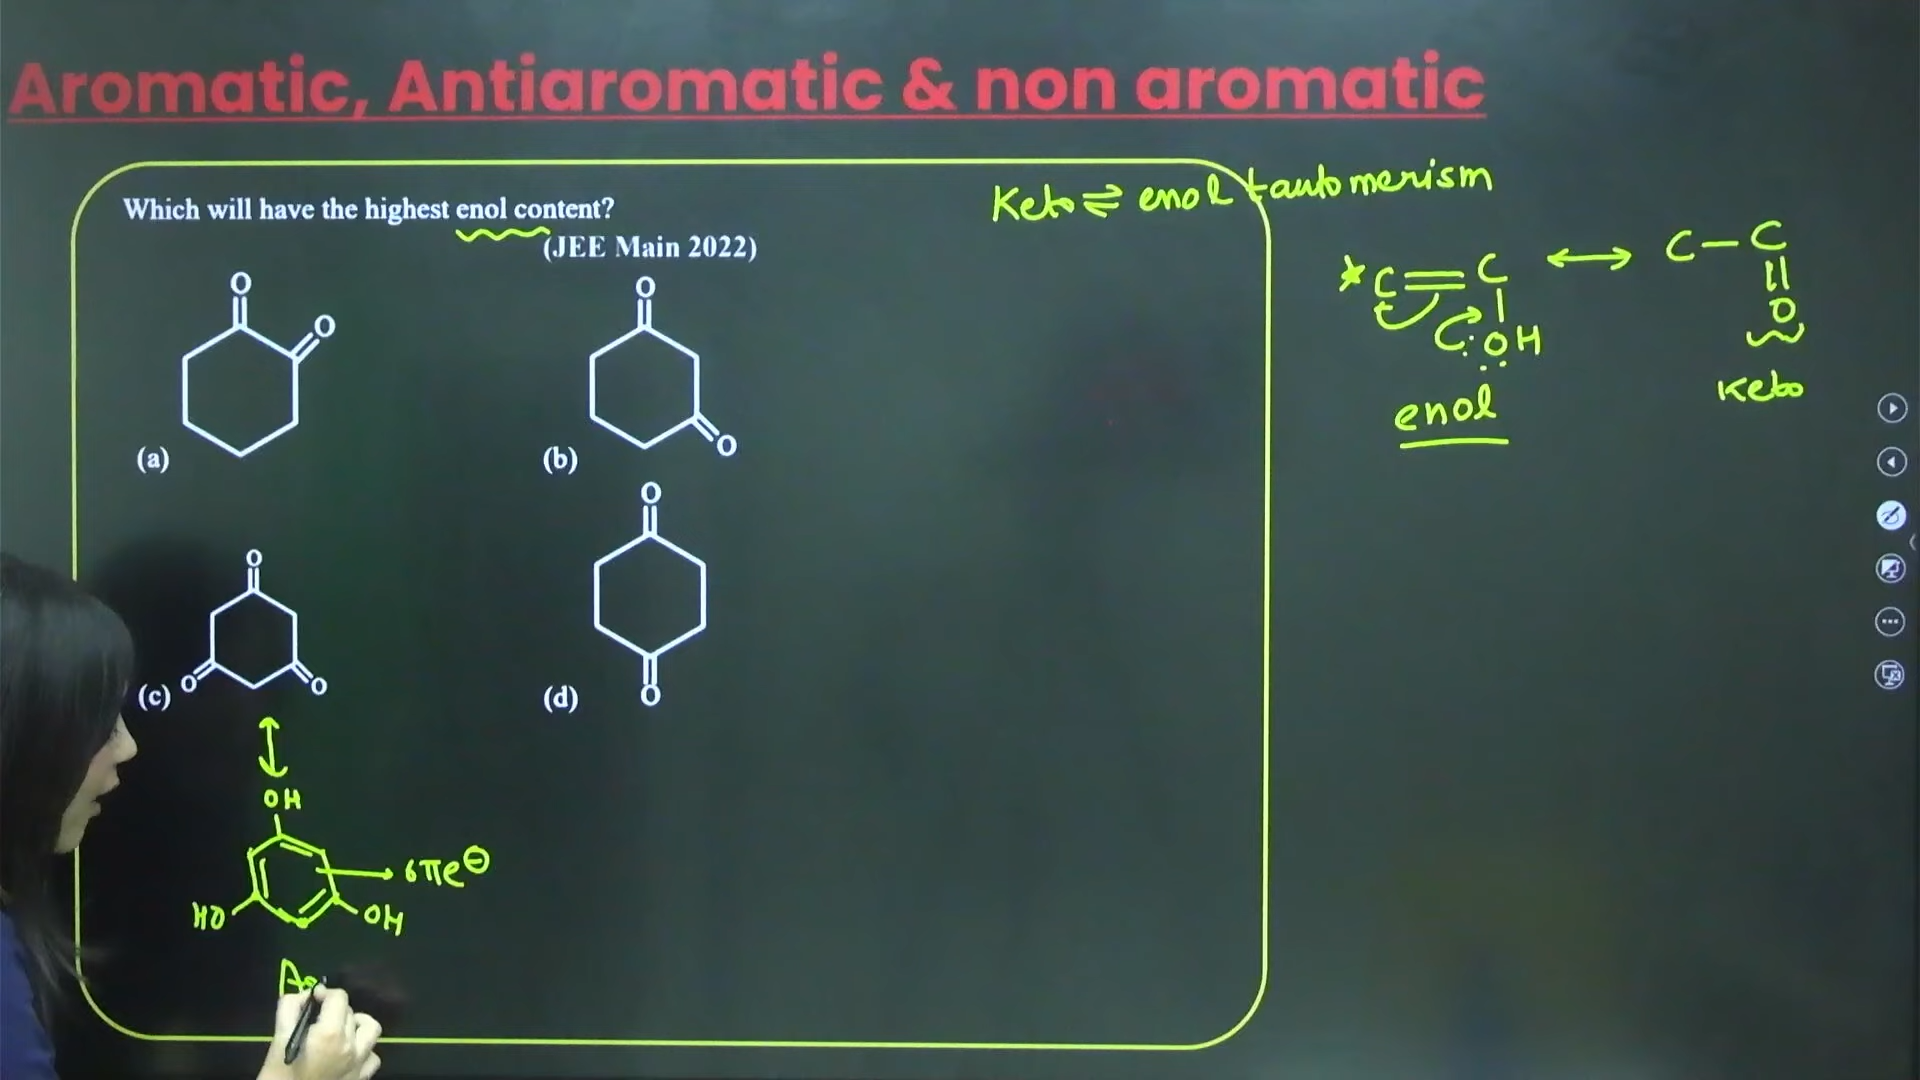 Aromatic, Antiaromatic & non aromatic
Which will have the highest enol content?
(JEE Main 2022)
Keto ⇌ enol tautomerism
O
O
(a)
O
O
(b)
O
O
O
(c)
O
O
(d)
*C=C
OH
enol
↔
C–C
O
Keto
OH
HO
OH
6πe⊖